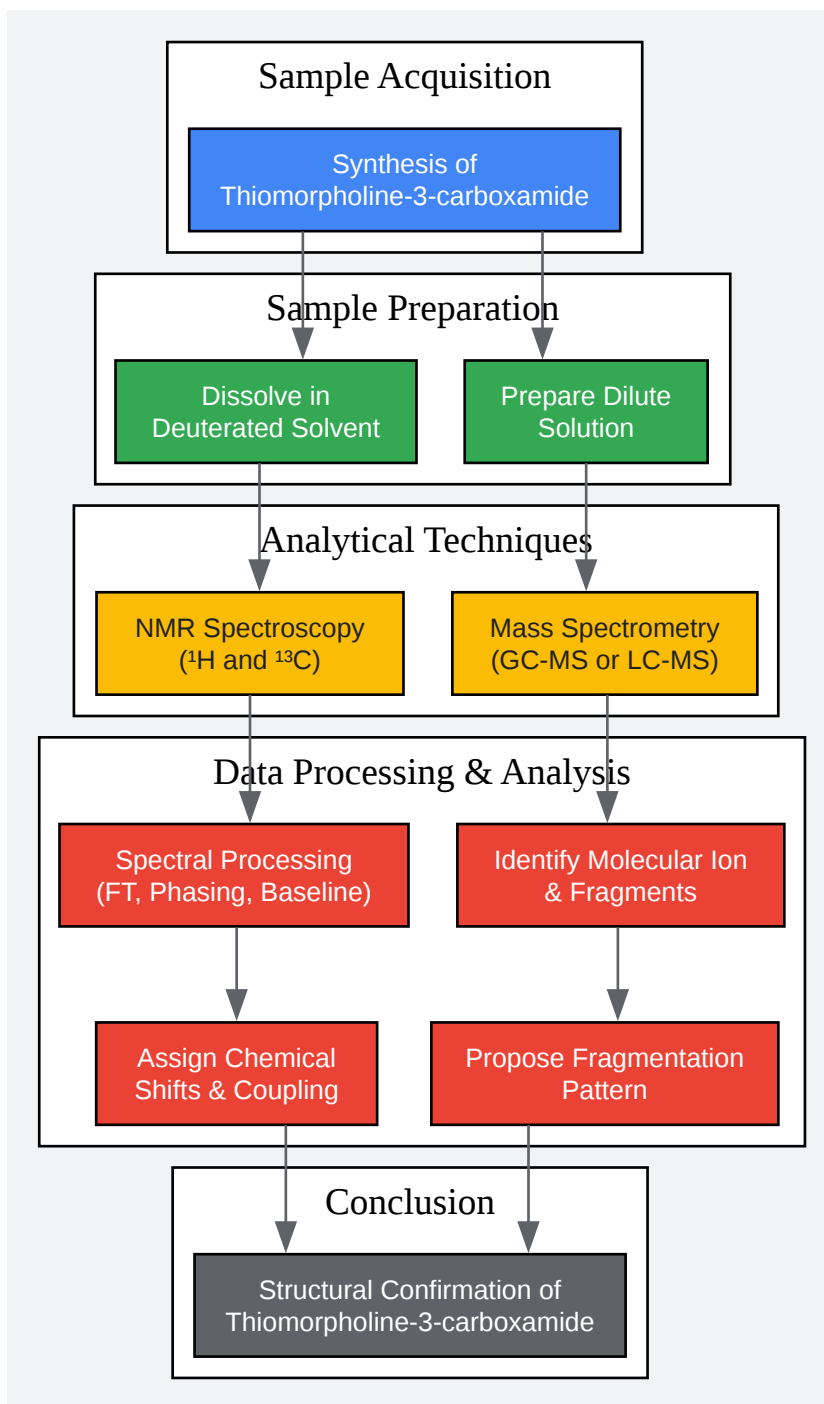 Sample Acquisition
Synthesis of
Thiomorpholine-3-carboxamide
Sample Preparation
Dissolve in
Deuterated Solvent
Prepare Dilute
Solution
Analytical Techniques
NMR Spectroscopy
(¹H and ¹³C)
Mass Spectrometry
(GC-MS or LC-MS)
Data Processing & Analysis
Spectral Processing
(FT, Phasing, Baseline)
Identify Molecular Ion
& Fragments
Assign Chemical
Shifts & Coupling
Propose Fragmentation
Pattern
Conclusion
Structural Confirmation of
Thiomorpholine-3-carboxamide